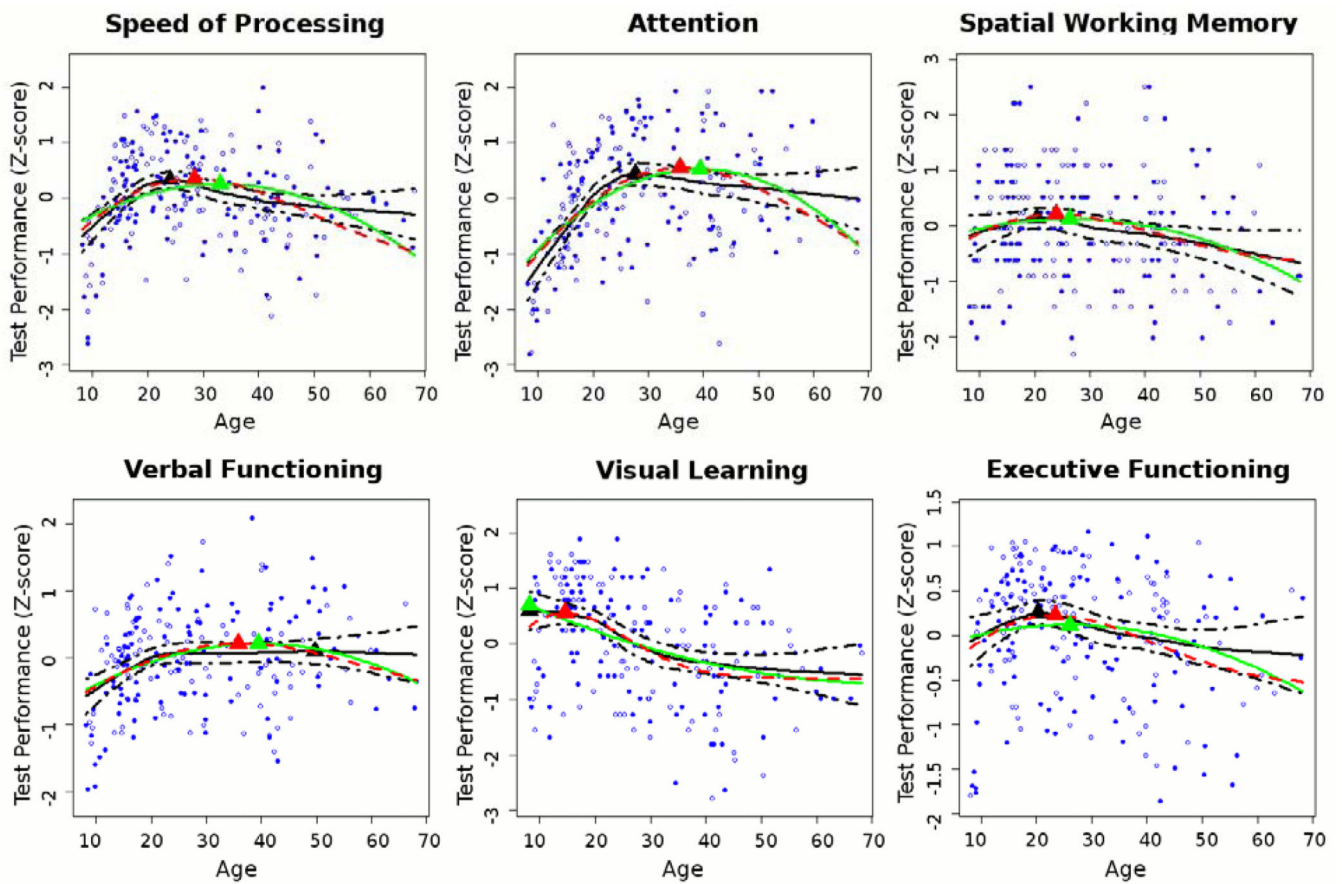 Speed of Processing
Attention
Spatial Working Memory
Test Performance (Z-score)
2
1
0
-1
-2
-3
10 20 30 40 50 60 70
Age
Test Performance (Z-score)
2
1
0
-1
-2
-3
10 20 30 40 50 60 70
Age
Test Performance (Z-score)
3
2
1
0
-1
-2
10 20 30 40 50 60 70
Age
Verbal Functioning
Visual Learning
Executive Functioning
Test Performance (Z-score)
2
1
0
-1
-2
10 20 30 40 50 60 70
Age
Test Performance (Z-score)
2
1
0
-1
-2
-3
10 20 30 40 50 60 70
Age
Test Performance (Z-score)
1.5
1
0.5
0
-0.5
-1
-1.5
-2
10 20 30 40 50 60 70
Age